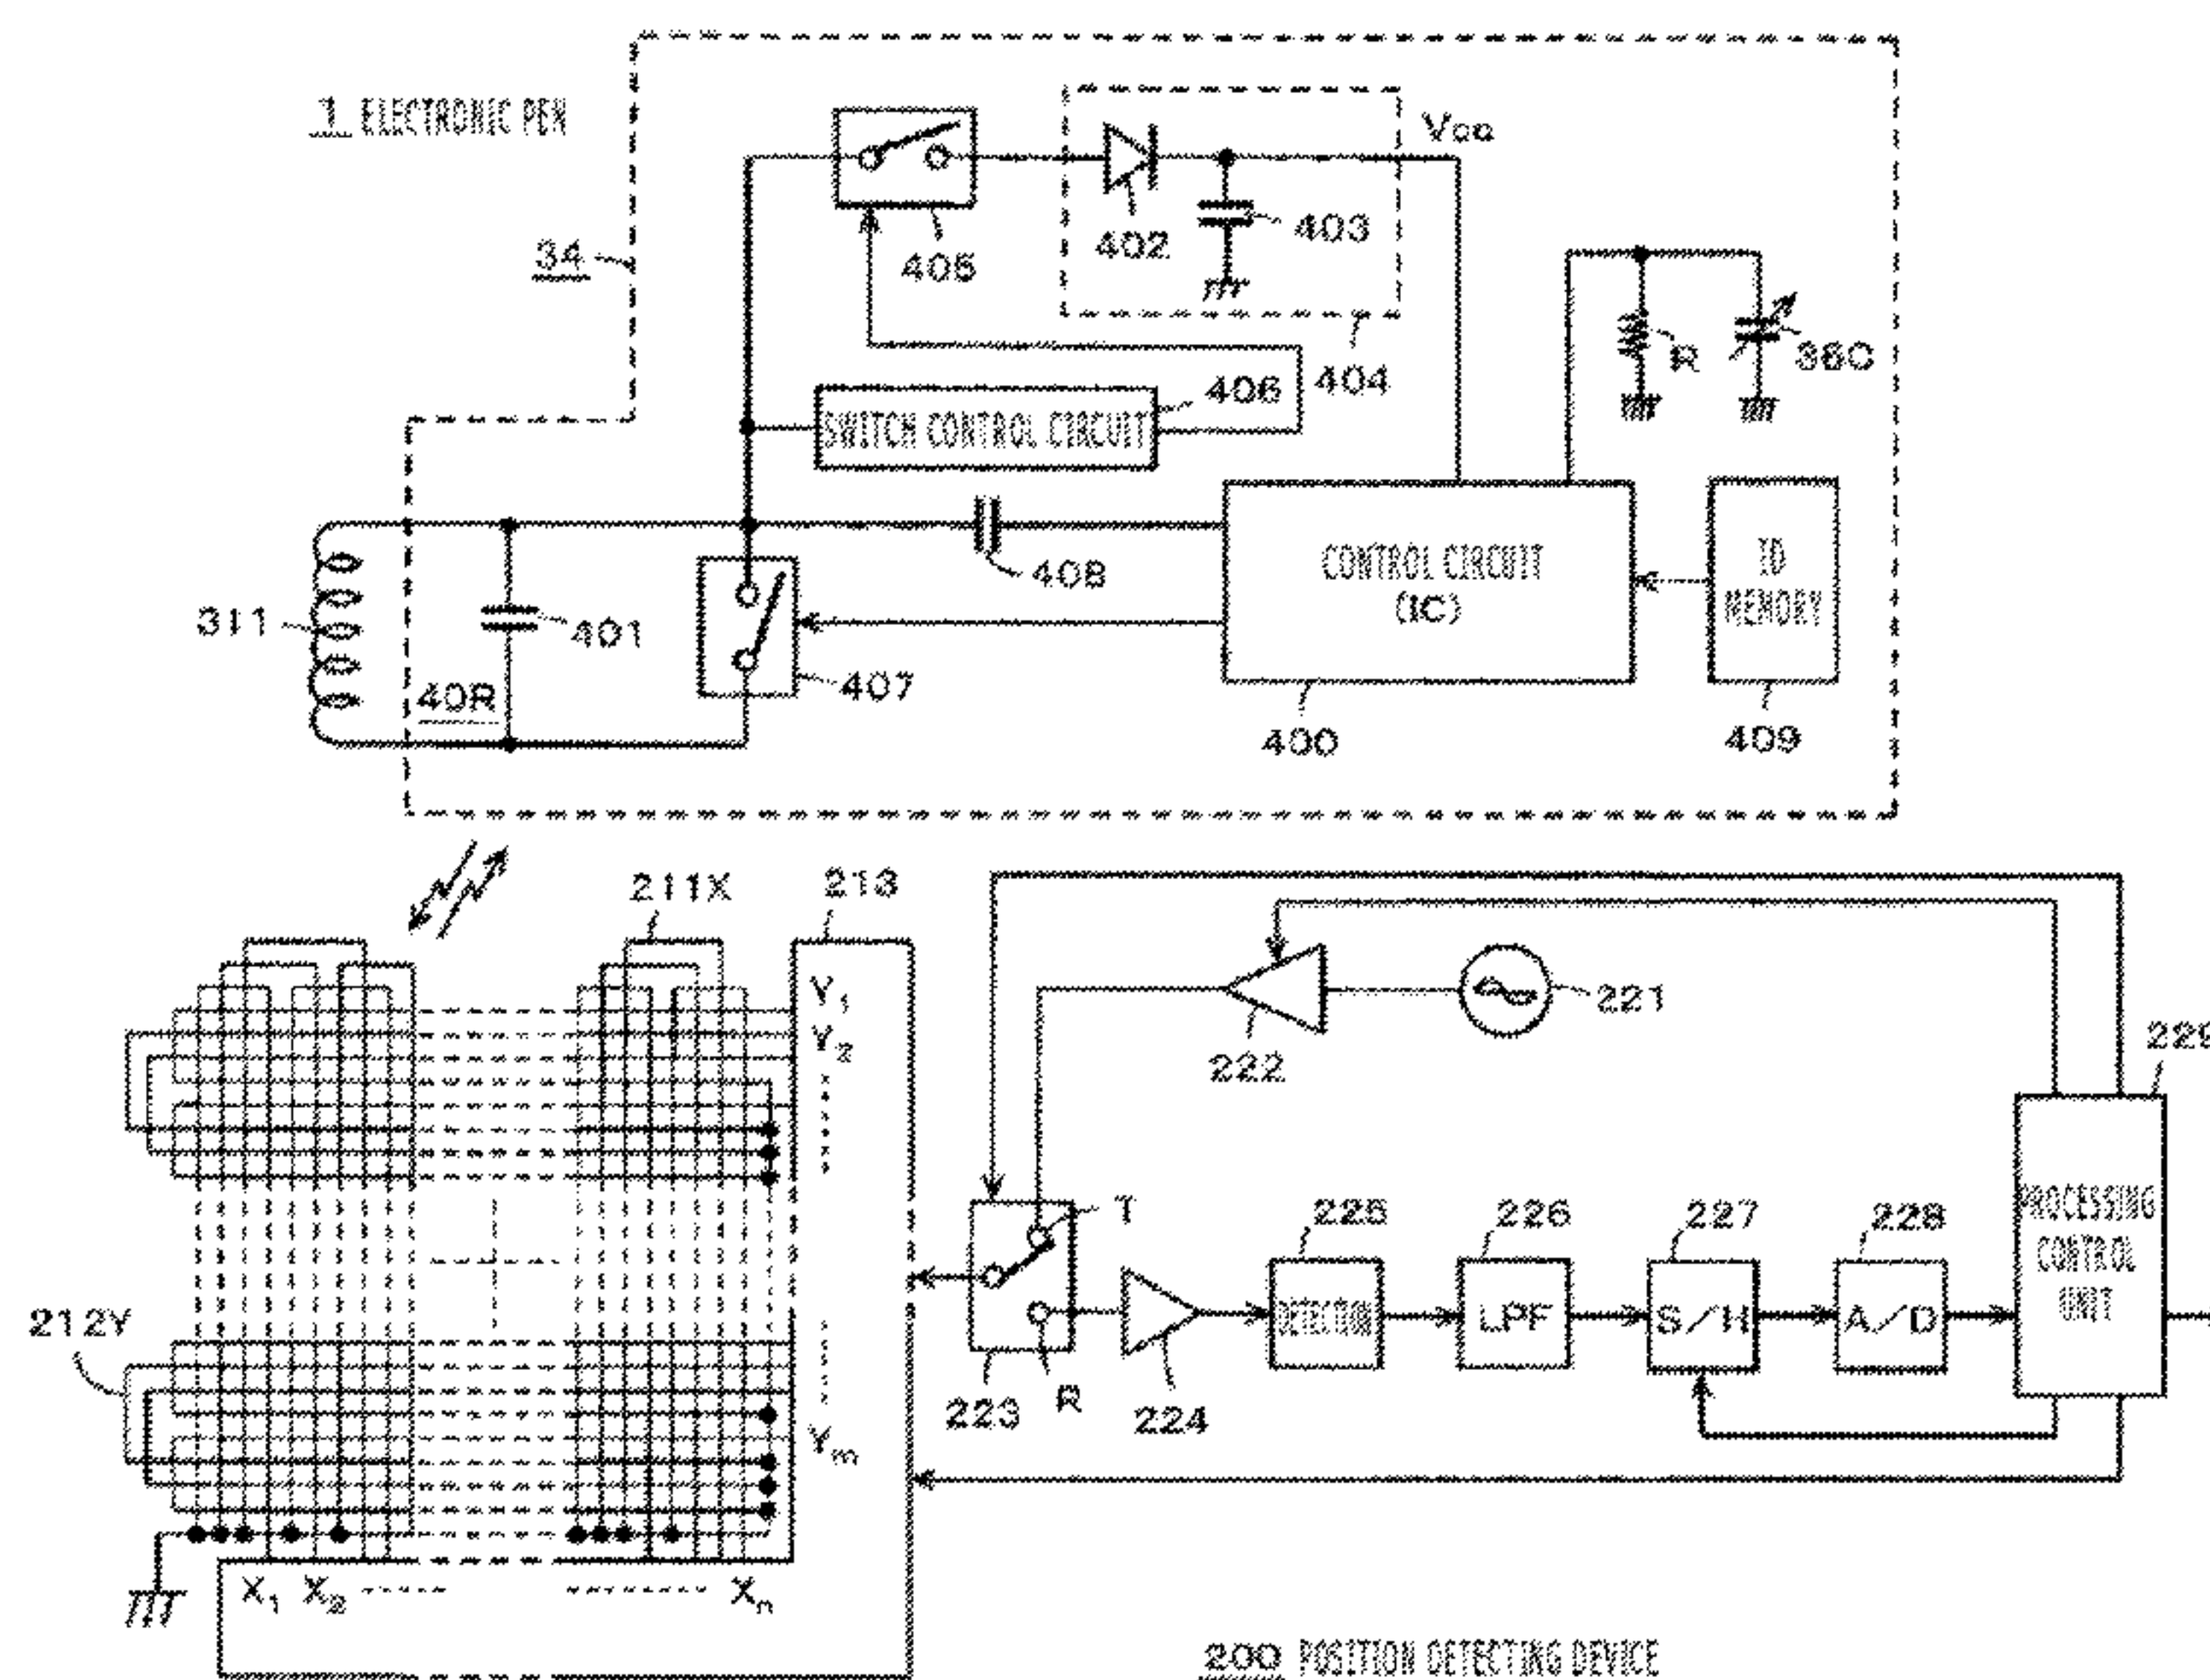 1 ELECTRONIC PEN
Vcc
34
405
402
403
404
R
36C
406
SWITCH CONTROL CIRCUIT
311
401
40R
407
408
CONTROL CIRCUIT
(IC)
ID
MEMORY
400
409
211X
213
Y1
Y2
221
222
229
T
225
226
227
228
PROCESSING
CONTROL
UNIT
DETECTION
LPF
S/H
A/D
212Y
223
R
224
Ym
X1 X2
Xn
200 POSITION DETECTING DEVICE